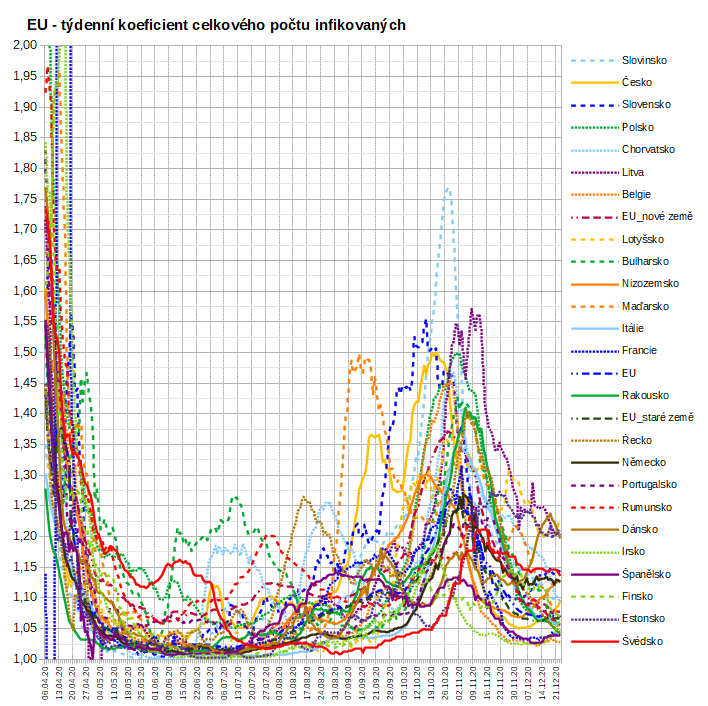 EU - týdenní koeficient celkového počtu infikovaných
2,00
1,95
1,90
1,85
1,80
1,75
1,70
1,65
1,60
1,55
1,50
1,45
1,40
1,35
1,30
1,25
1,20
1,15
1,10
1,05
1,00
06.04.20
13.04.20
20.04.20
27.04.20
04.05.20
11.05.20
18.05.20
25.05.20
01.06.20
08.06.20
15.06.20
22.06.20
29.06.20
06.07.20
13.07.20
20.07.20
27.07.20
03.08.20
10.08.20
17.08.20
24.08.20
31.08.20
07.09.20
14.09.20
21.09.20
28.09.20
05.10.20
12.10.20
19.10.20
26.10.20
02.11.20
09.11.20
16.11.20
23.11.20
30.11.20
07.12.20
14.12.20
21.12.20
Slovinsko
Česko
Slovensko
Polsko
Chorvatsko
Litva
Belgie
EU_nové země
Lotyšsko
Bulharsko
Nizozemsko
Maďarsko
Itálie
Francie
EU
Rakousko
EU_staré země
Řecko
Německo
Portugalsko
Rumunsko
Dánsko
Irsko
Španělsko
Finsko
Estonsko
Švédsko